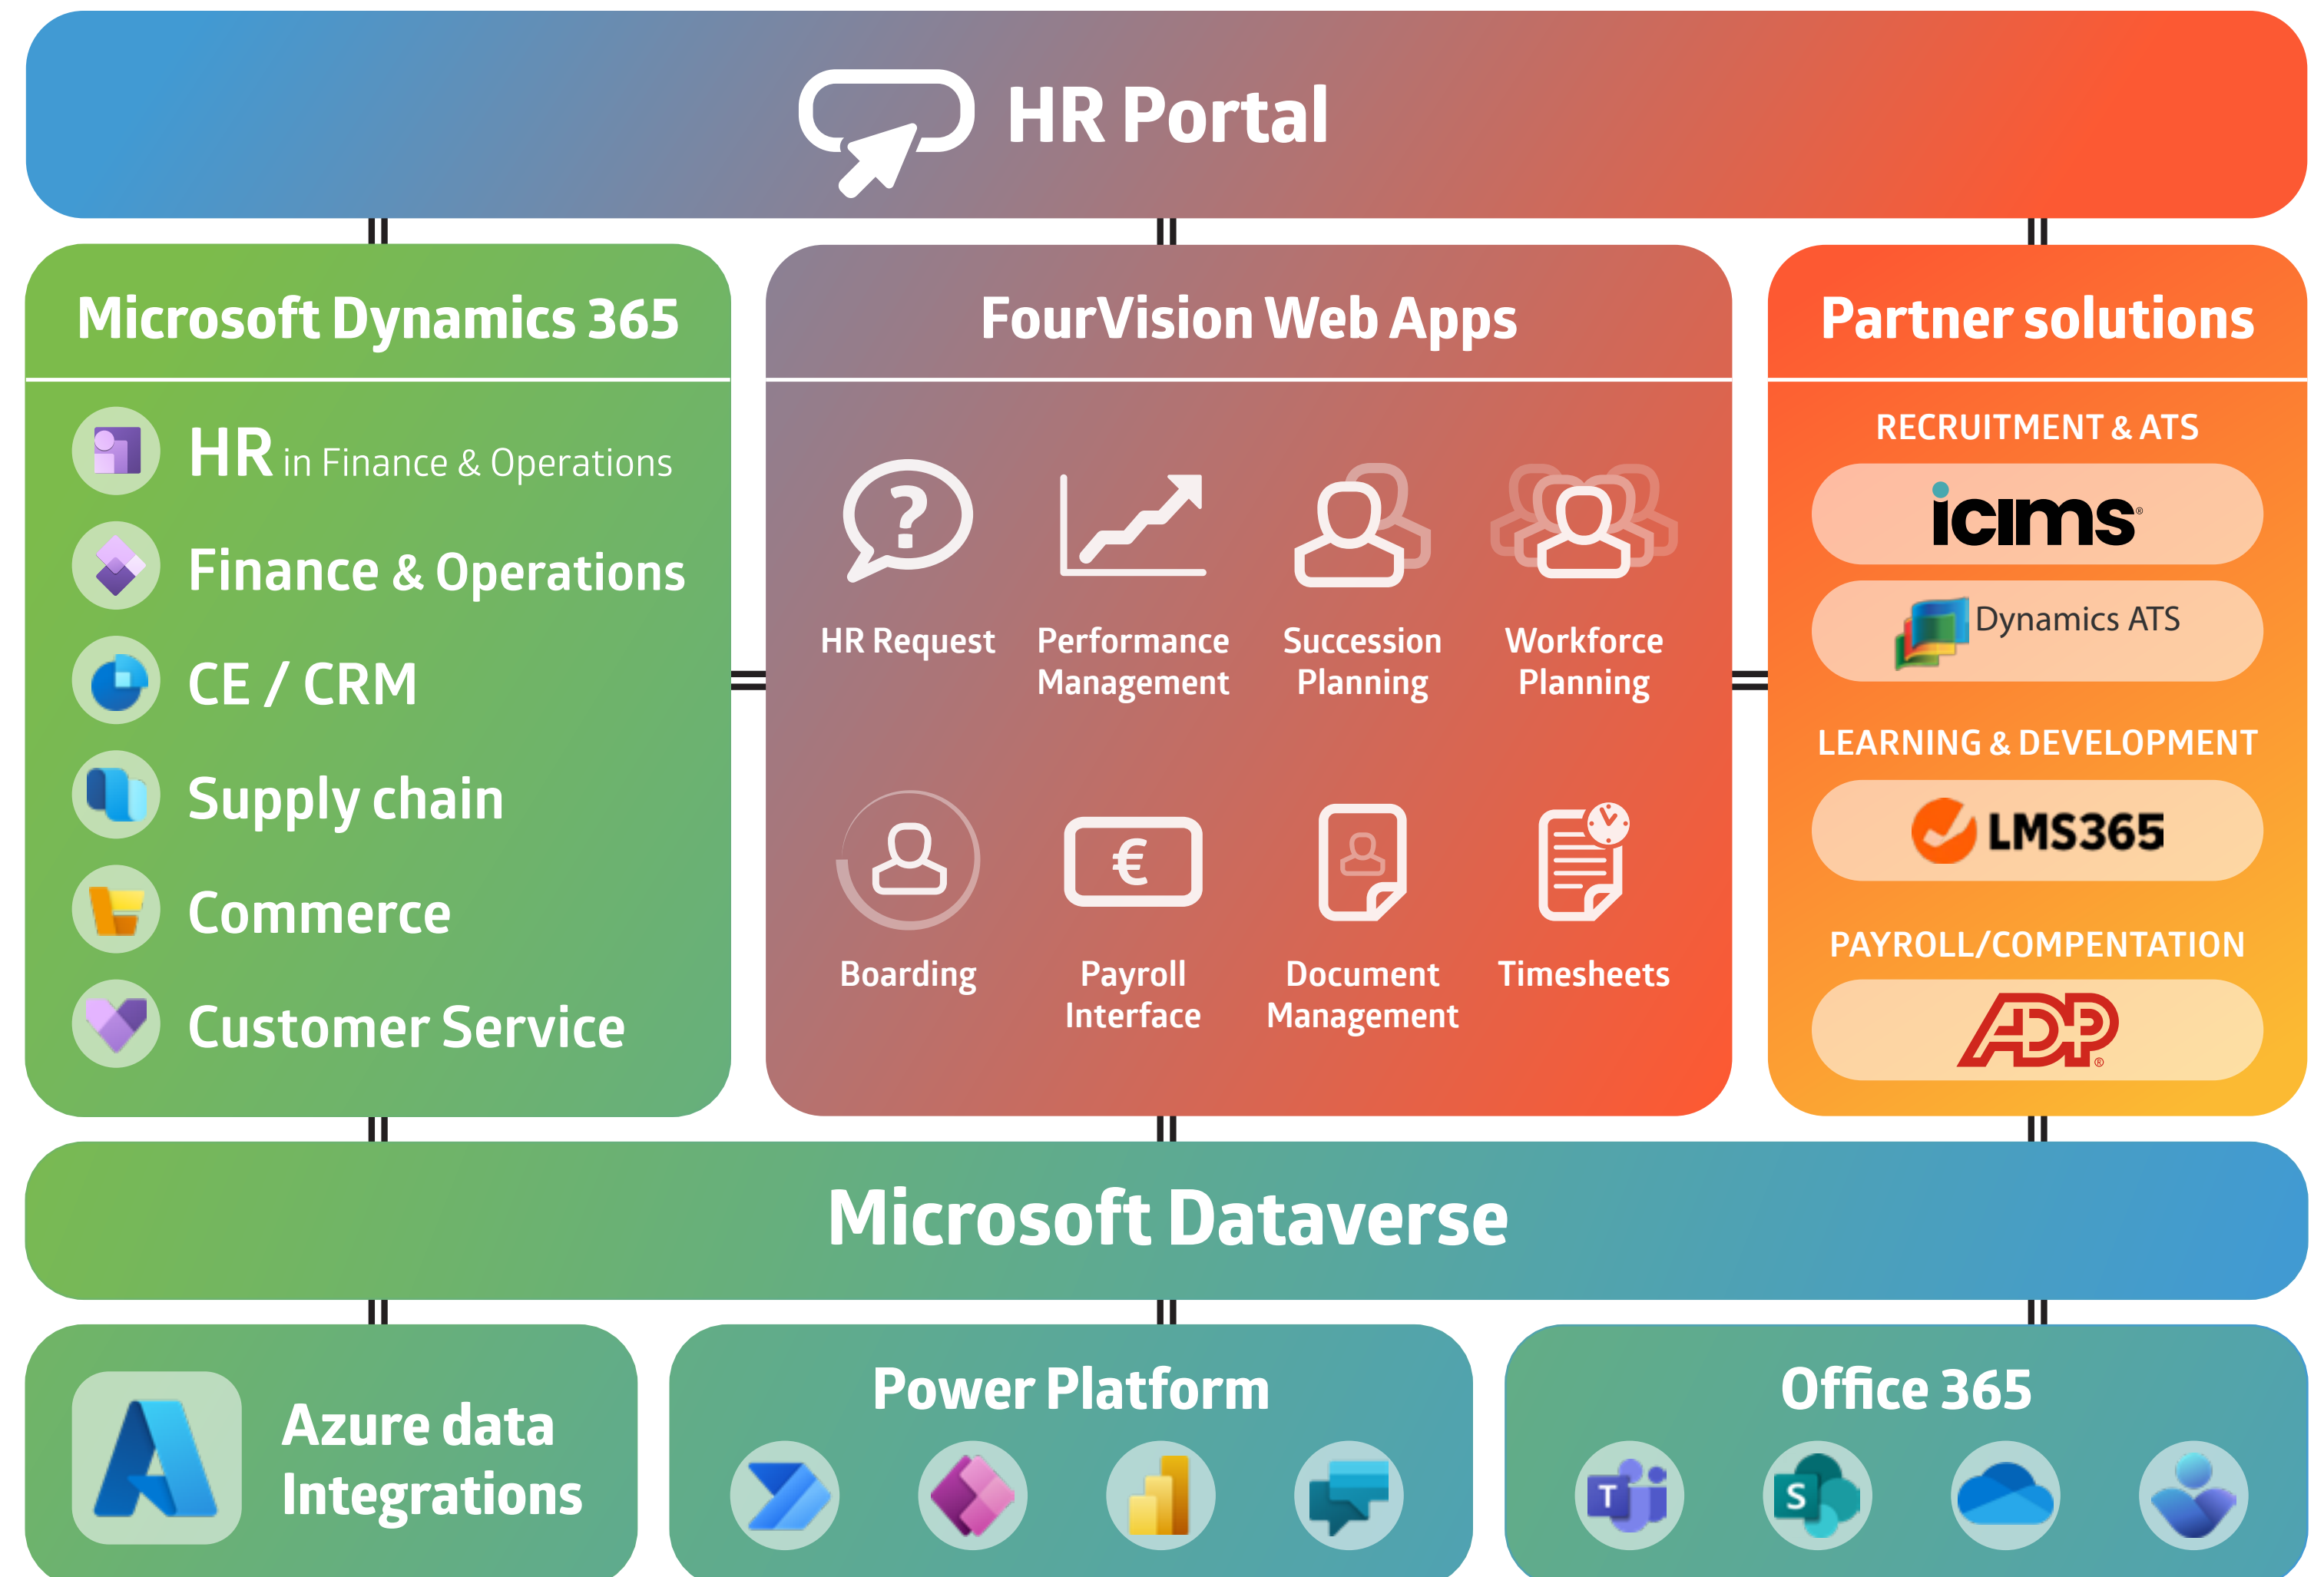 HR Portal
Microsoft Dynamics 365
HR in Finance & Operations
Finance & Operations
CE / CRM
Supply chain
Commerce
Customer Service
FourVision Web Apps
?
HR Request
Performance
Management
Succession
Planning
Workforce
Planning
Boarding
€
Payroll
Interface
Document
Management
Timesheets
Partner solutions
RECRUITMENT & ATS
icims®
Dynamics ATS
LEARNING & DEVELOPMENT
LMS365
PAYROLL/COMPENTATION
ADP®
Microsoft Dataverse
Azure data
Integrations
Power Platform
Office 365
T
S